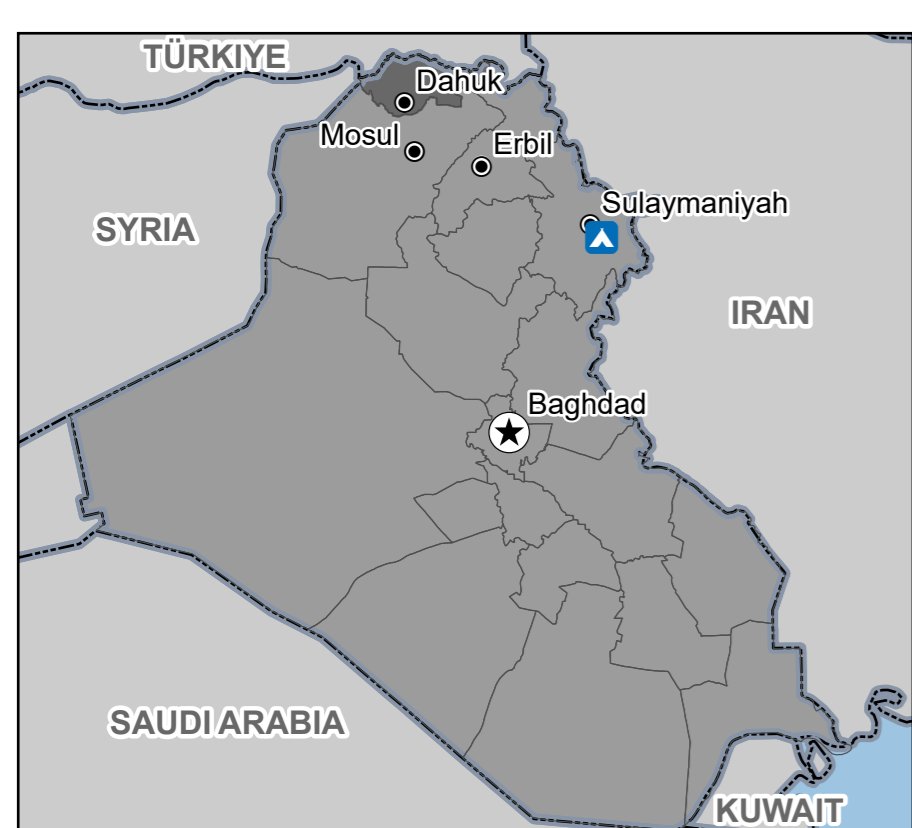 TÜRKIYE
Dahuk
Mosul
Erbil
Sulaymaniyah
SYRIA
IRAN
Baghdad
SAUDI ARABIA
KUWAIT